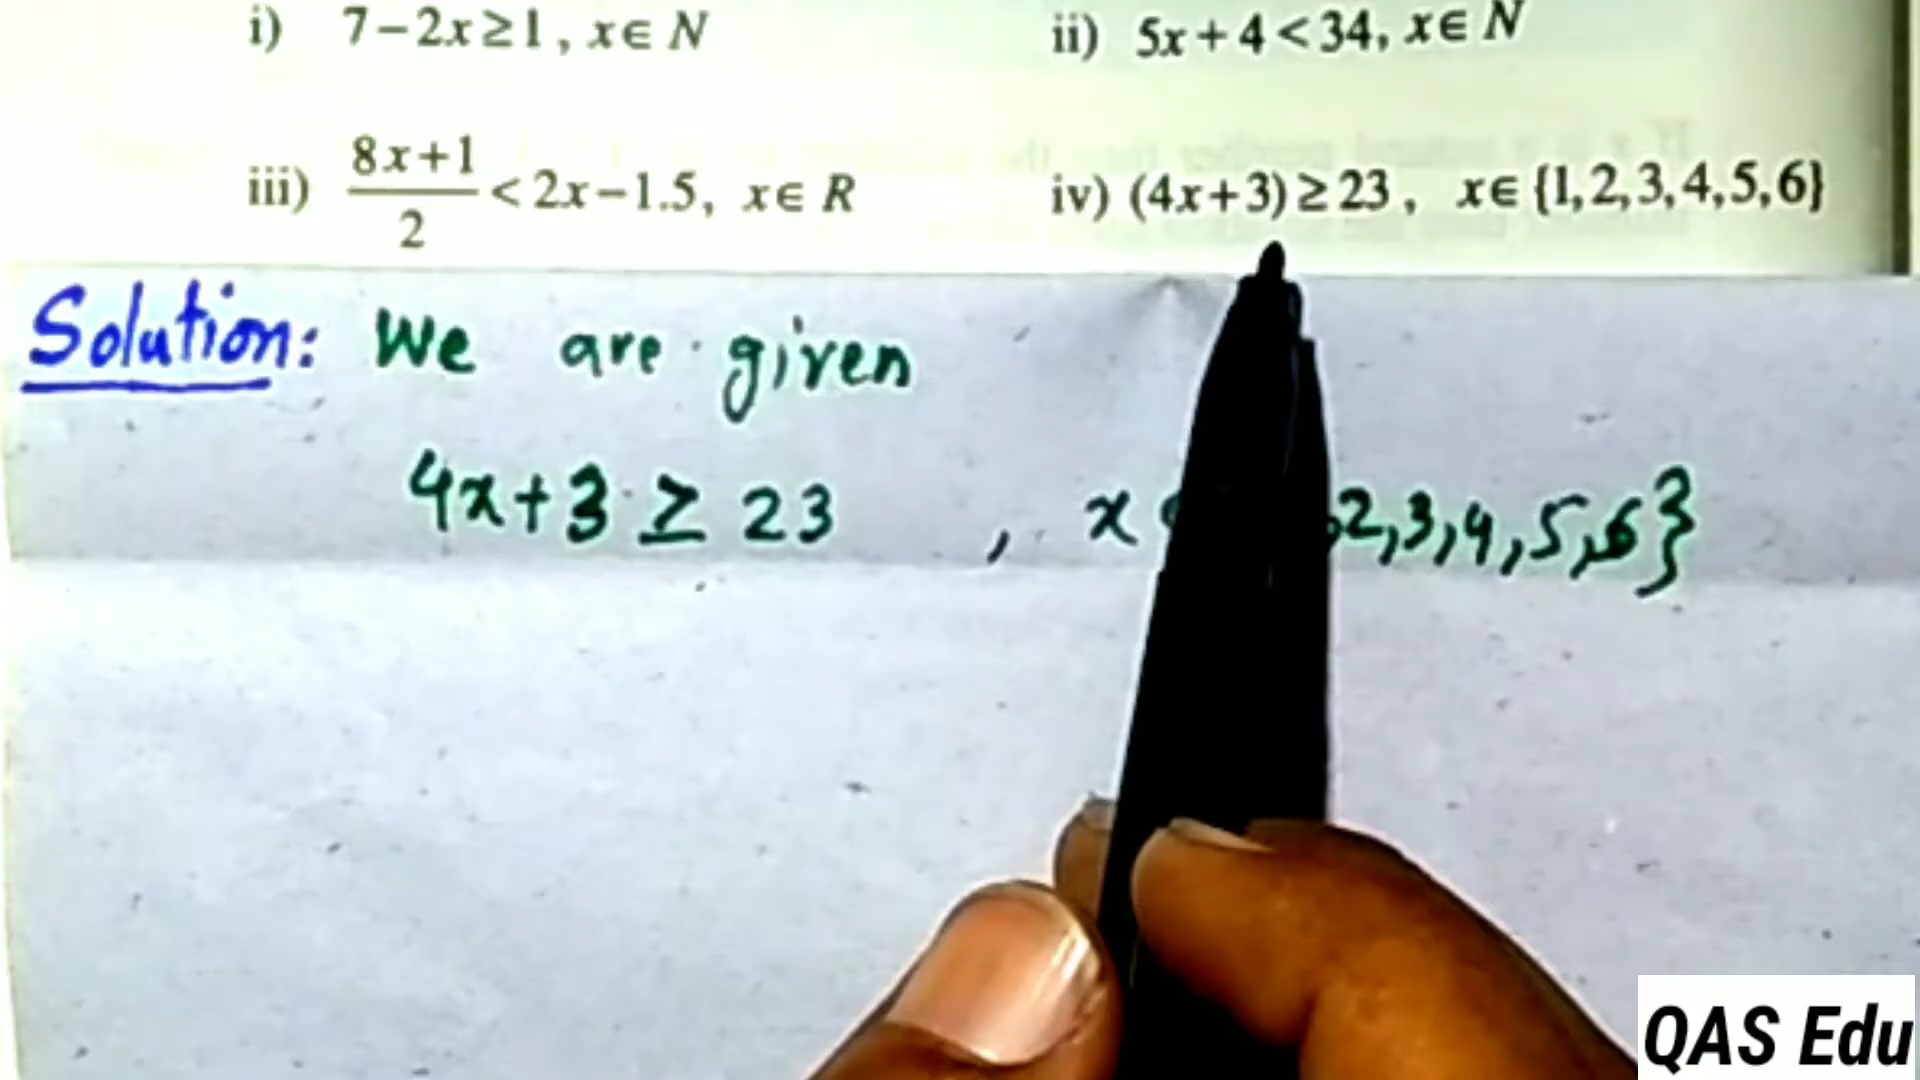 i) 7-2x≥1, x∈N
ii) 5x+4<34, x∈N
iii) 8x+1/2 <2x-1.5, x∈R
iv) (4x+3)≥23, x∈{1,2,3,4,5,6}
Solution: We are given
4x+3 ≥ 23 , x 2,3,4,5,6}
QAS Edu